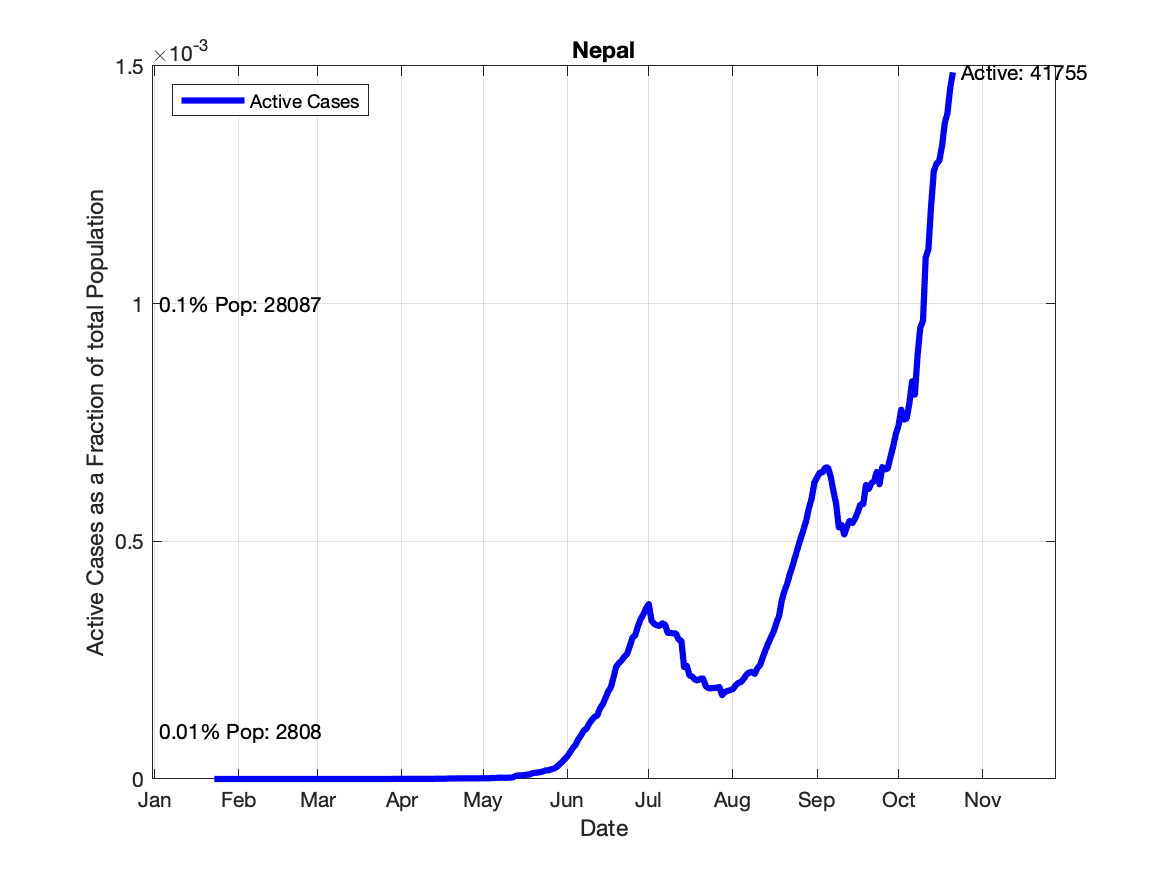 Nepal
×10-3
1.5
1
0.5
0
Active Cases as a Fraction of total Population
Active Cases
Active: 41755
0.1% Pop: 28087
0.01% Pop: 2808
Jan Feb Mar Apr May Jun Jul Aug Sep Oct Nov
Date